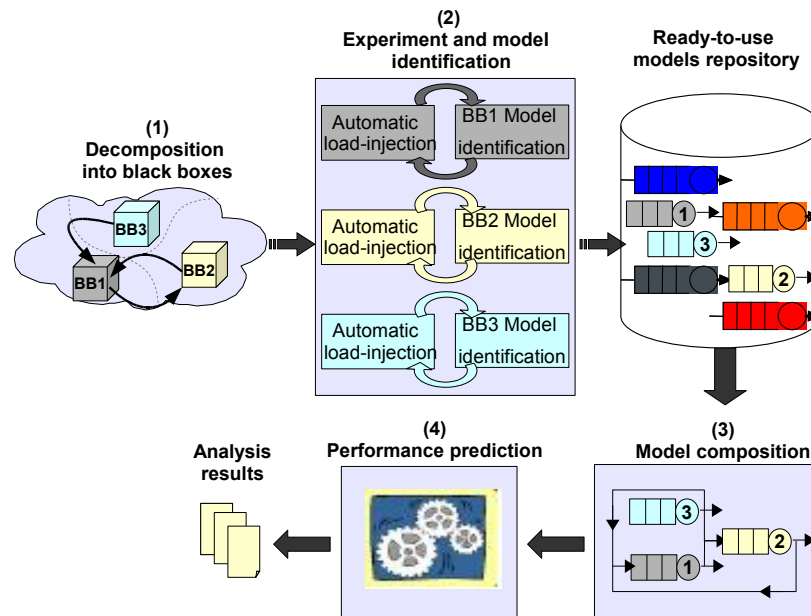 (1)
Decomposition
into black boxes
BB3
BB1
BB2
(2)
Experiment and model
identification
Automatic
load-injection
BB1 Model
identification
Automatic
load-injection
BB2 Model
identification
Automatic
load-injection
BB3 Model
identification
Ready-to-use
models repository
1
3
2
(3)
Model composition
3
2
1
(4)
Performance prediction
Analysis
results